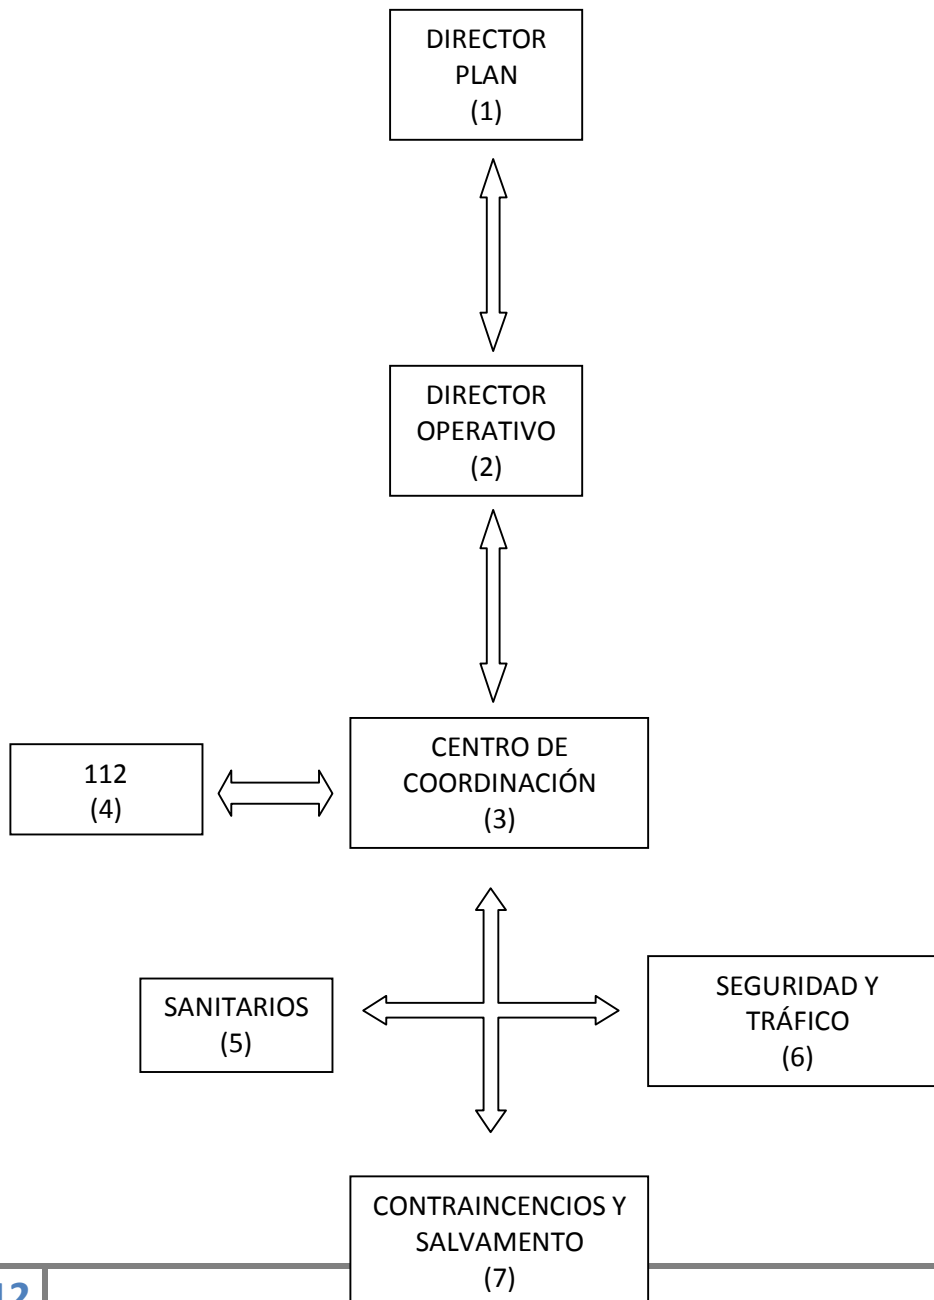 DIRECTOR
PLAN
(1)
DIRECTOR
OPERATIVO
(2)
CENTRO DE
COORDINACIÓN
(3)
112
(4)
SANITARIOS
(5)
SEGURIDAD Y
TRÁFICO
(6)
CONTRAINCENCIOS Y
SALVAMENTO
(7)
12